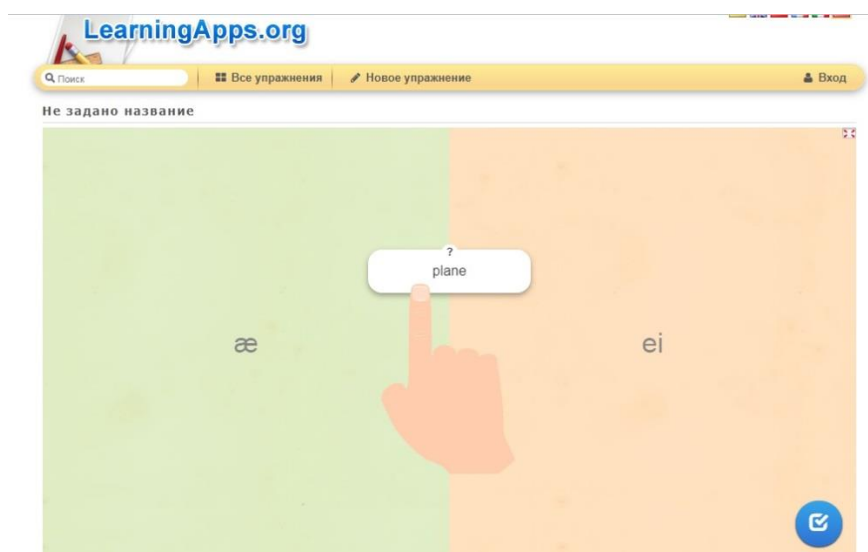 LearningApps.org
Поиск
Все упражнения
Новое упражнение
Вход
Не задано название
?
plane
æ
ei